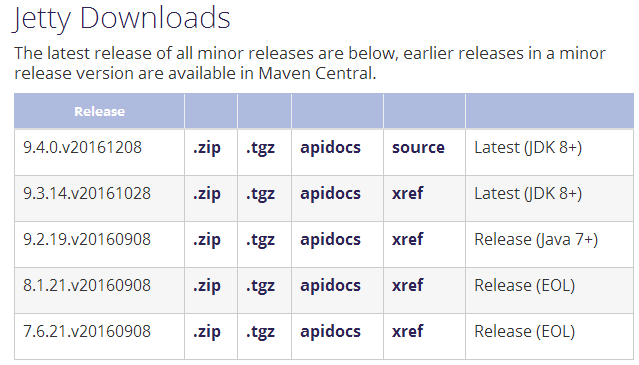 Jetty Downloads
The latest release of all minor releases are below, earlier releases in a minor
release version are available in Maven Central.
Release
9.4.0.v20161208 .zip .tgz apidocs source Latest (JDK 8+)
9.3.14.v20161028 .zip .tgz apidocs xref Latest (JDK 8+)
9.2.19.v20160908 .zip .tgz apidocs xref Release (Java 7+)
8.1.21.v20160908 .zip .tgz apidocs xref Release (EOL)
7.6.21.v20160908 .zip .tgz apidocs xref Release (EOL)